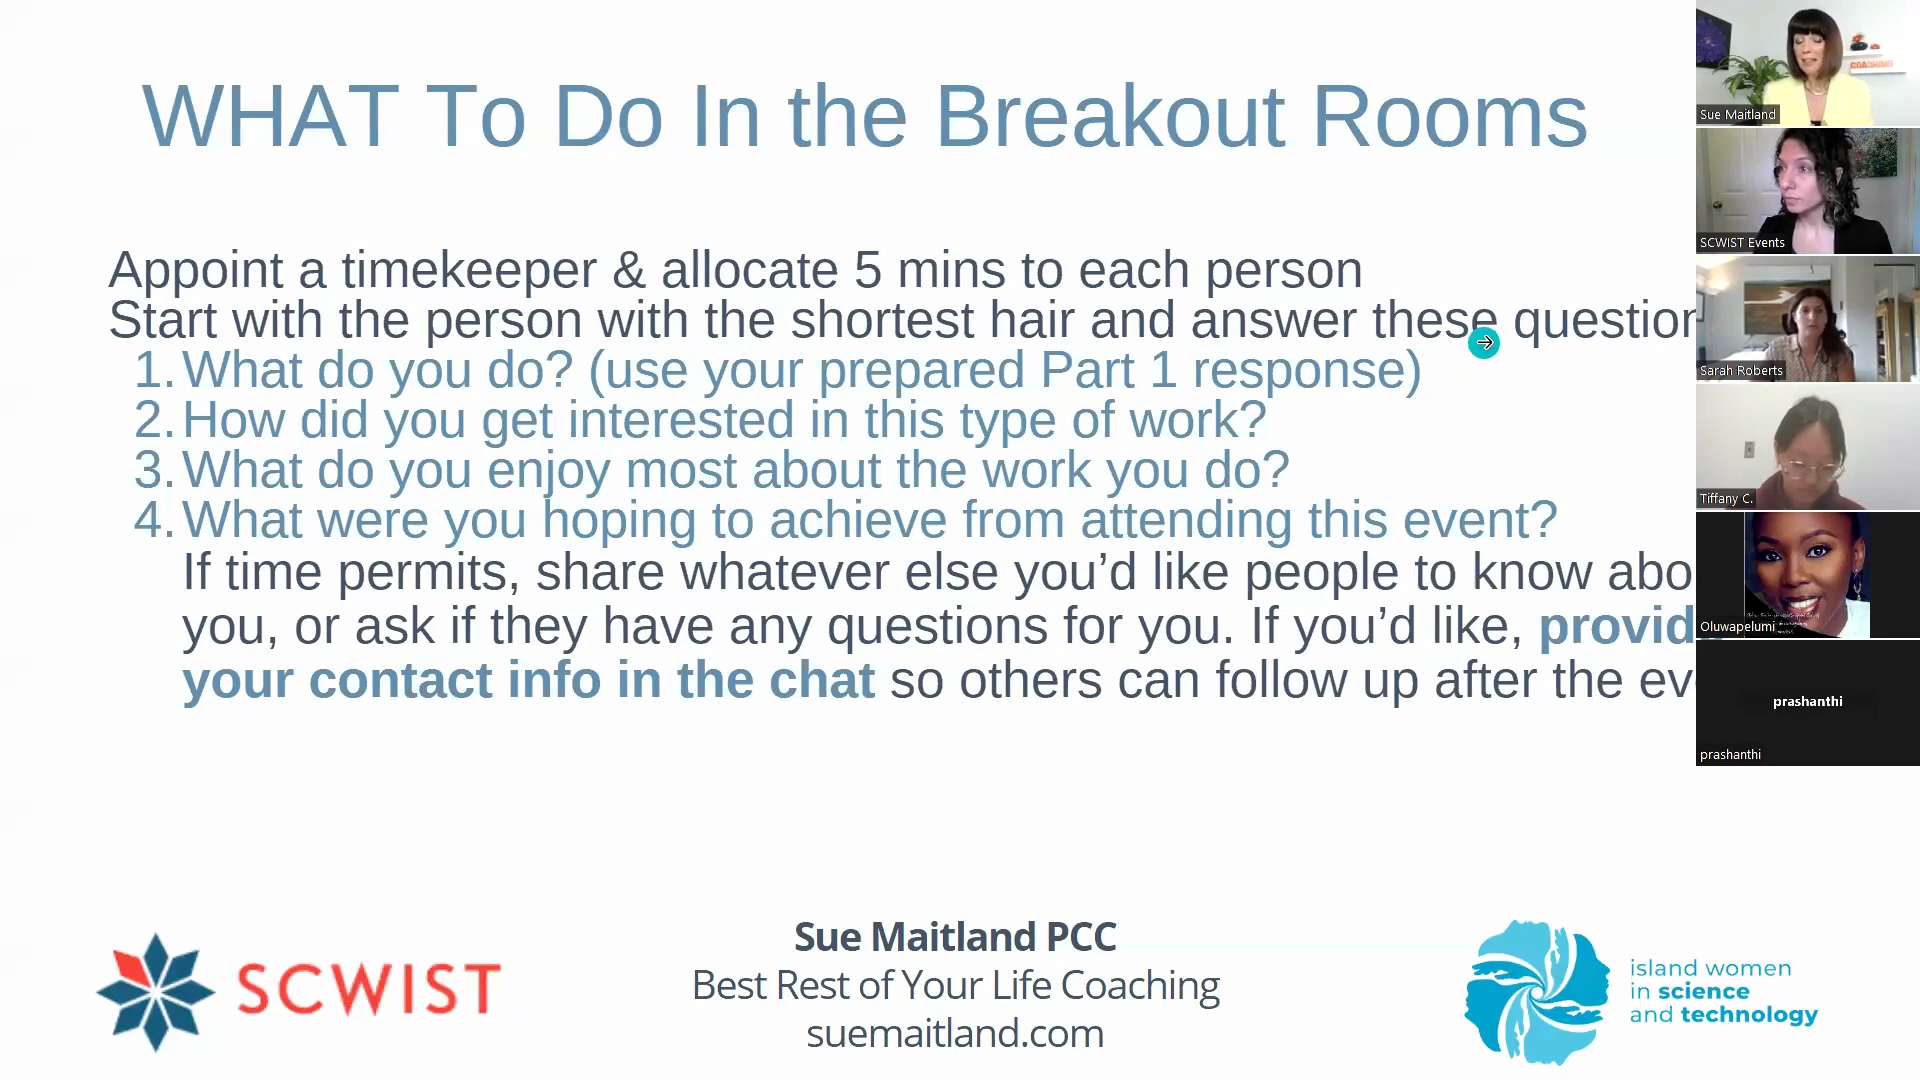 WHAT To Do In the Breakout Rooms
Appoint a timekeeper & allocate 5 mins to each person
Start with the person with the shortest hair and answer these question
1. What do you do? (use your prepared Part 1 response)
2. How did you get interested in this type of work?
3. What do you enjoy most about the work you do?
4. What were you hoping to achieve from attending this event?
If time permits, share whatever else you’d like people to know abo
you, or ask if they have any questions for you. If you’d like, provid
your contact info in the chat so others can follow up after the ev
SCWIST
Sue Maitland PCC
Best Rest of Your Life Coaching
suemaitland.com
island women
in science
and technology
COACHING
Sue Maitland
SCWIST Events
Sarah Roberts
Tiffany C.
Oluwapelumi
prashanthi
prashanthi